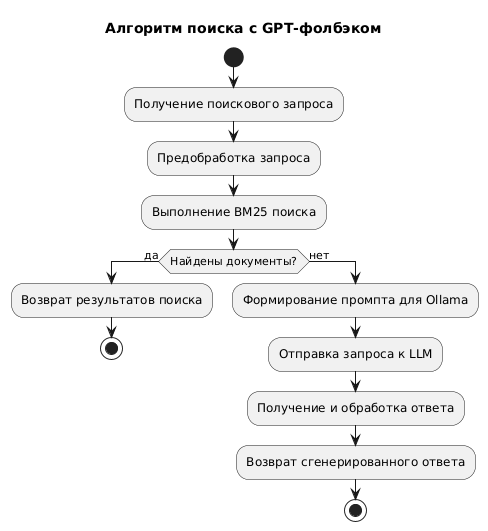 Алгоритм поиска с GPT-фолбэком
Получение поискового запроса
Предобработка запроса
Выполнение BM25 поиска
Найдены документы?
да
нет
Возврат результатов поиска
Формирование промпта для Ollama
Отправка запроса к LLM
Получение и обработка ответа
Возврат сгенерированного ответа